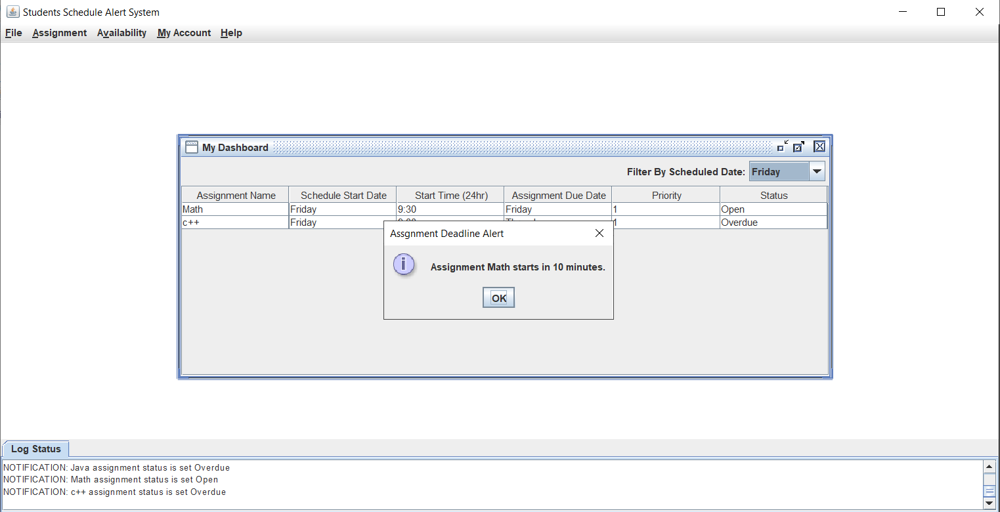 Students Schedule Alert System
File Assignment Availability My Account Help
My Dashboard
Filter By Scheduled Date: Friday
Assignment Name Schedule Start Date Start Time (24hr) Assignment Due Date Priority Status
Math Friday 9:30 Friday 1 Open
c++ Friday 1 Overdue
Assgnment Deadline Alert
i
Assignment Math starts in 10 minutes.
OK
Log Status
NOTIFICATION: Java assignment status is set Overdue
NOTIFICATION: Math assignment status is set Open
NOTIFICATION: c++ assignment status is set Overdue